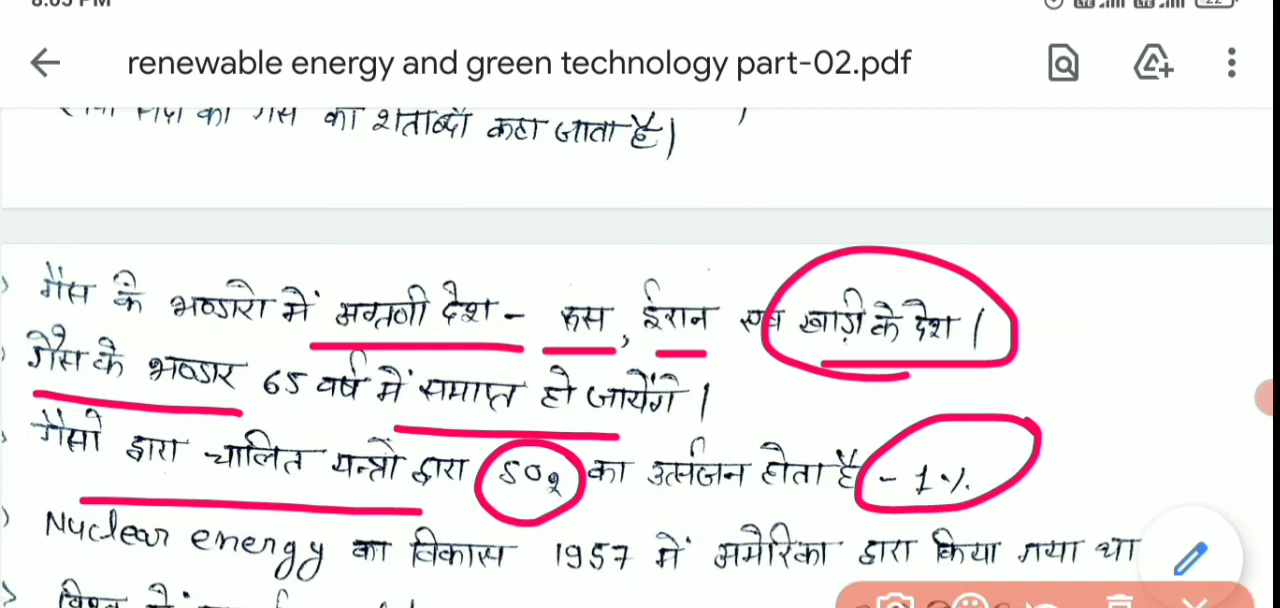 renewable energy and green technology part-02.pdf
को गैस का शताब्दी कहा जाता है।
गैस के भण्डारो में अग्रणी देश - रूस, ईरान एवं खाड़ी के देश।
गैस के भण्डार 65 वर्ष में समाप्त हो जायेंगे।
गैसो द्वारा चालित यन्त्रों द्वारा SO2 का उत्सर्जन होता है - 1%
Nuclear energy का विकास 1957 में अमेरिका द्वारा किया गया था